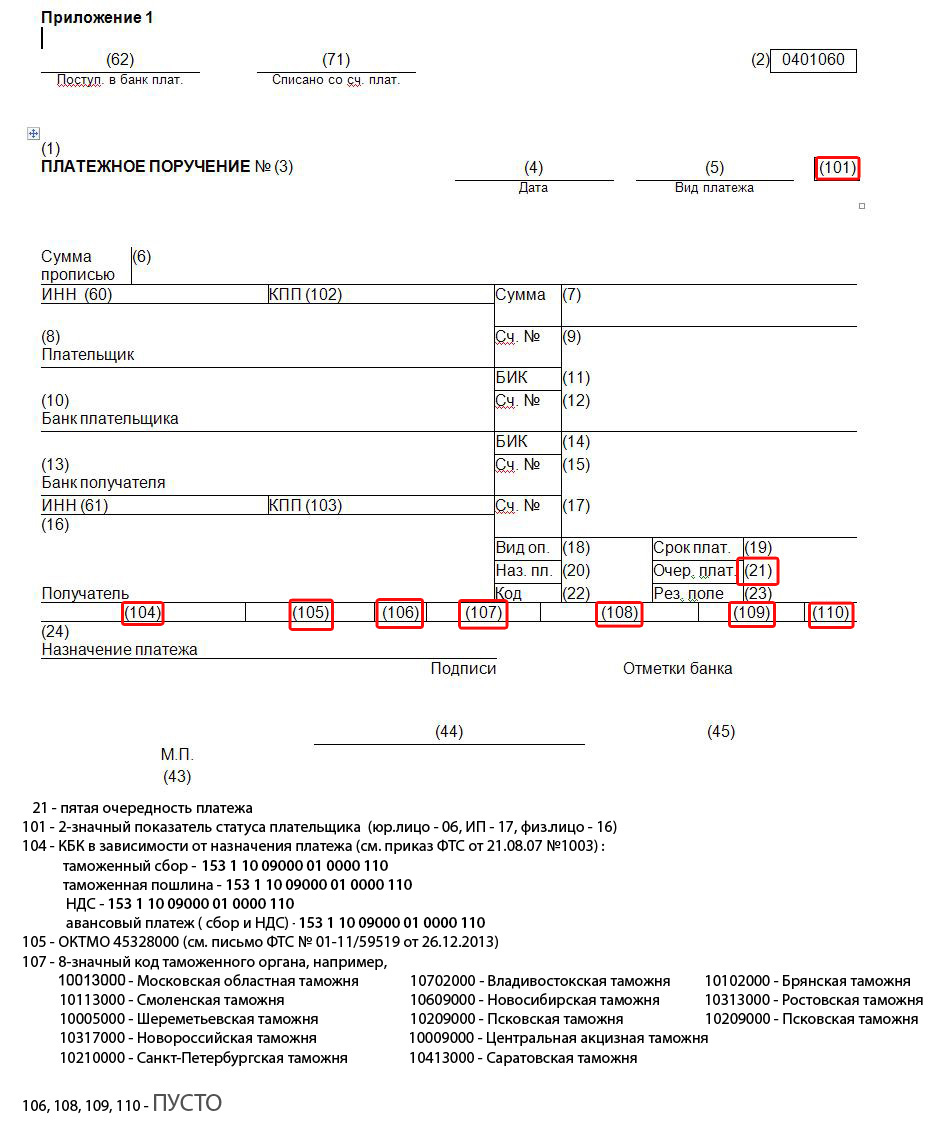 Приложение 1
(62) (71) (2) 0401060
Поступ. в банк плат. Списано со сч. плат.
(1)
ПЛАТЕЖНОЕ ПОРУЧЕНИЕ № (3) (4) (5) (101)
Дата Вид платежа
Сумма (6)
прописью
ИНН (60) КПП (102) Сумма (7)
(8) Сч. № (9)
Плательщик
БИК (11)
(10) Сч. № (12)
Банк плательщика
БИК (14)
(13) Сч. № (15)
Банк получателя
ИНН (61) КПП (103) Сч. № (17)
(16)
Вид оп. (18) Срок плат. (19)
Наз. пл. (20) Очер. плат. (21)
Получатель Код (22) Рез. поле (23)
(104) (105) (106) (107) (108) (109) (110)
(24)
Назначение платежа
Подписи Отметки банка
(44) (45)
М.П.
(43)
21 - пятая очередность платежа
101 - 2-значный показатель статуса плательщика (юр.лицо - 06, ИП - 17, физ.лицо - 16)
104 - КБК в зависимости от назначения платежа (см. приказ ФТС от 21.08.07 №1003) :
таможенный сбор - 153 1 10 09000 01 0000 110
таможенная пошлина - 153 1 10 09000 01 0000 110
НДС - 153 1 10 09000 01 0000 110
авансовый платеж ( сбор и НДС) - 153 1 10 09000 01 0000 110
105 - ОКТМО 45328000 (см. письмо ФТС № 01-11/59519 от 26.12.2013)
107 - 8-значный код таможенного органа, например,
10013000 - Московская областная таможня 10702000 - Владивостокская таможня 10102000 - Брянская таможня
10113000 - Смоленская таможня 10609000 - Новосибирская таможня 10313000 - Ростовская таможня
10005000 - Шереметьевская таможня 10209000 - Псковская таможня 10209000 - Псковская таможня
10317000 - Новороссийская таможня 10009000 - Центральная акцизная таможня
10210000 - Санкт-Петербургская таможня 10413000 - Саратовская таможня
106, 108, 109, 110 - ПУСТО